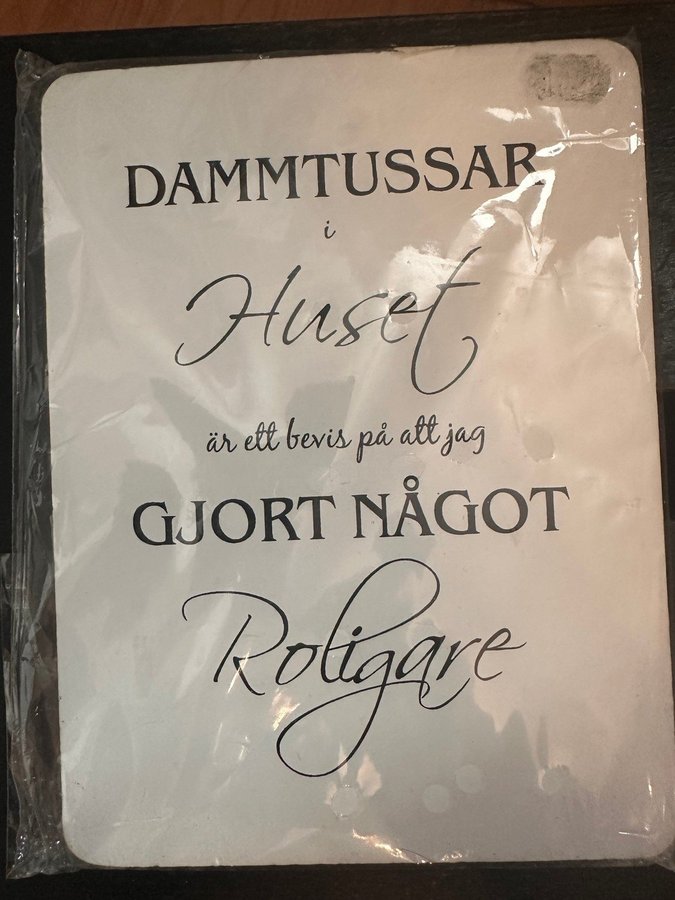 DAMMTUSSAR
i
Huset
är ett bevis på att jag
GJORT NÅGOT
Roligare